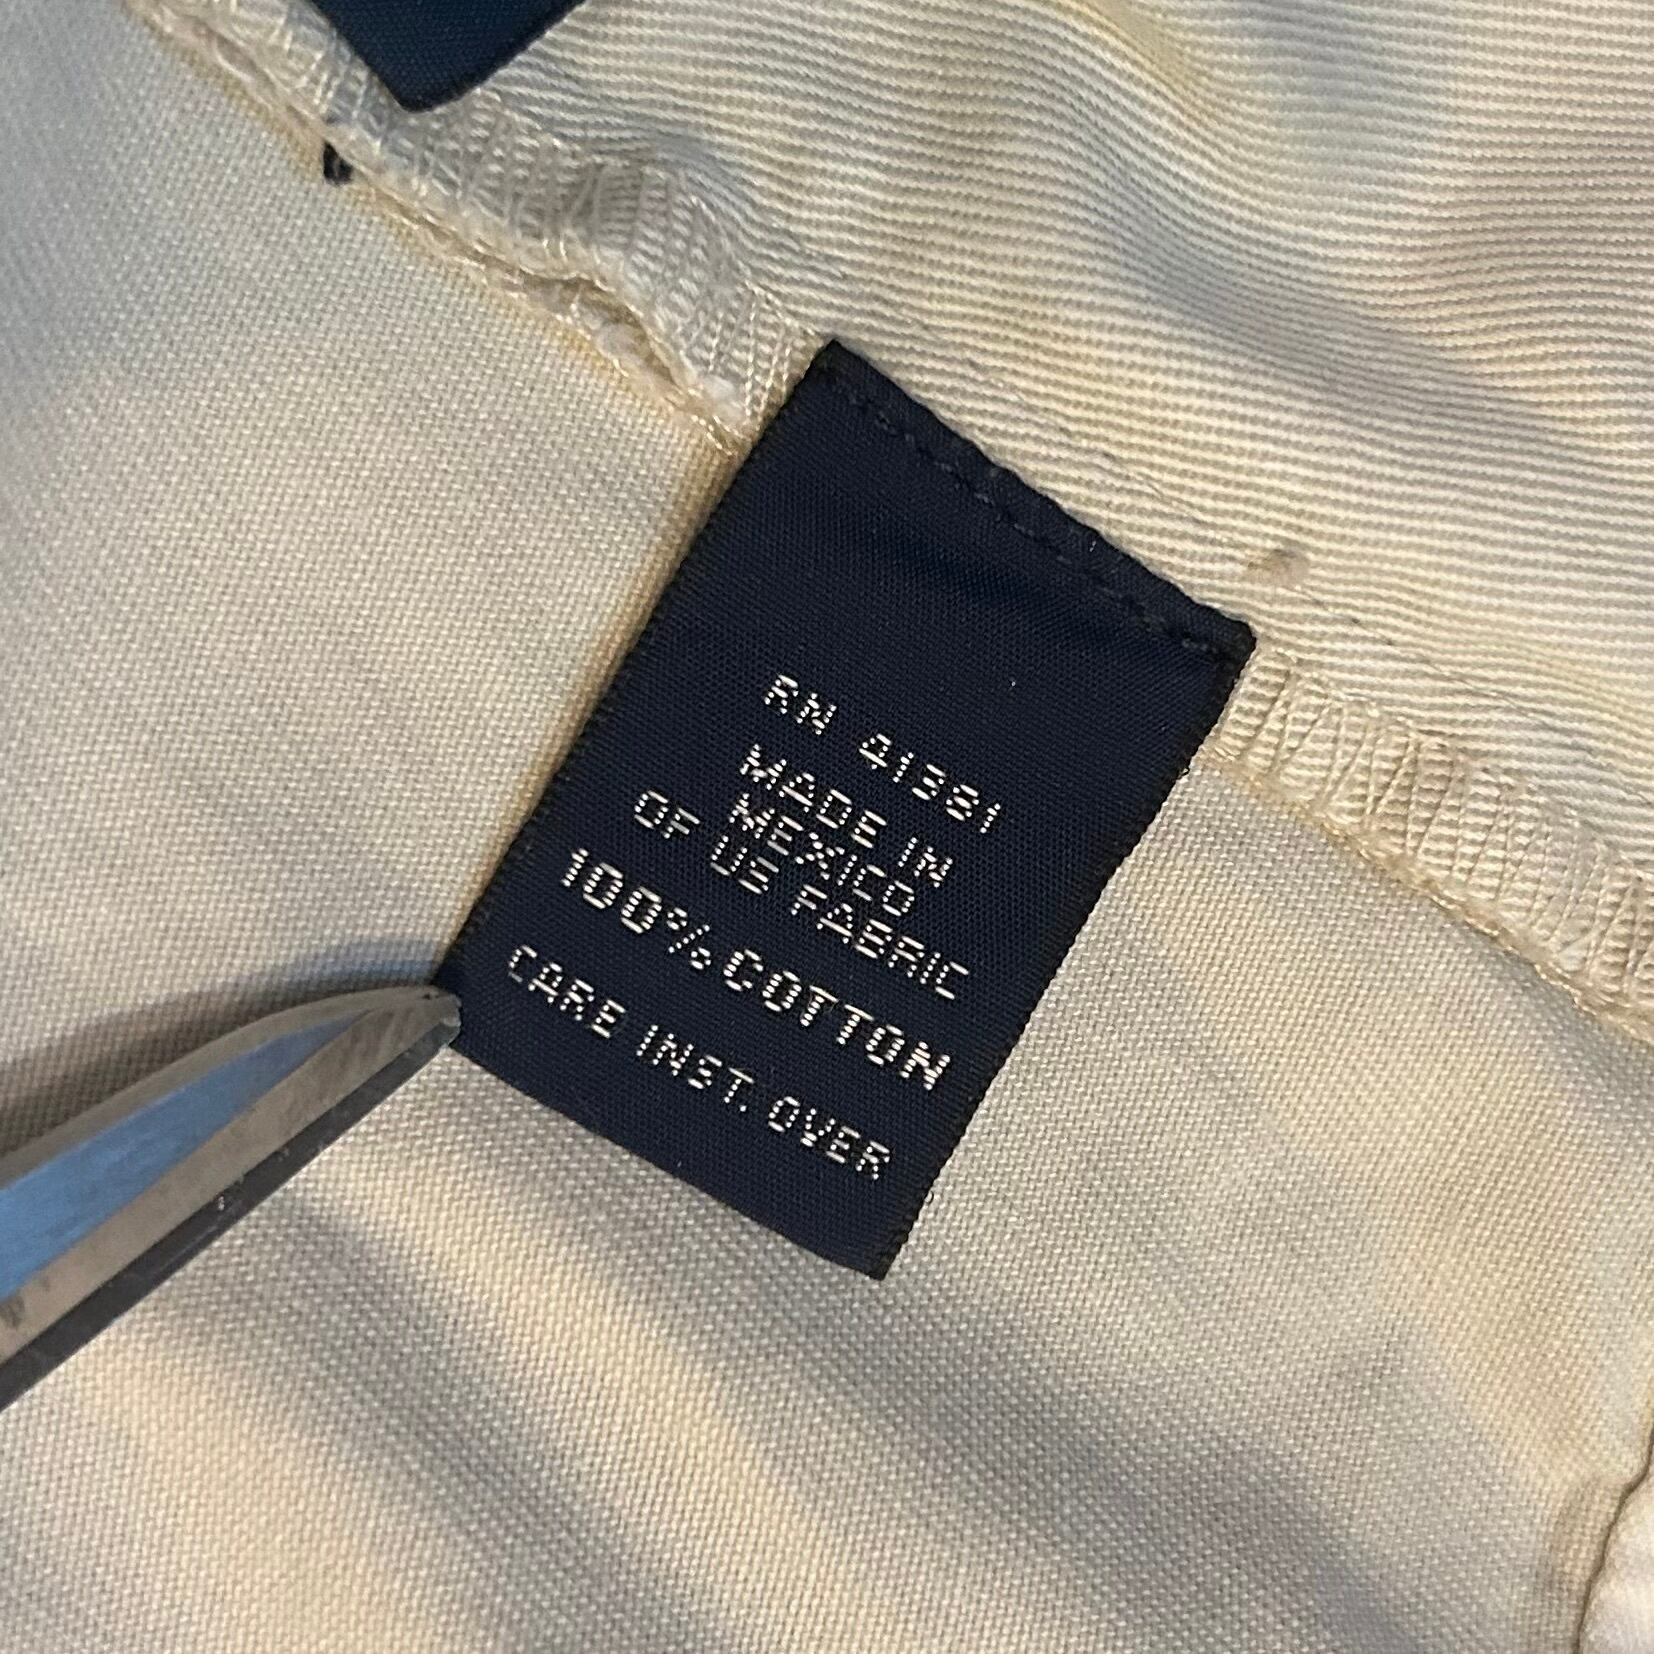 RN 41381
MADE IN
MEXICO
OF US FABRIC
100% COTTON
CARE INST. OVER